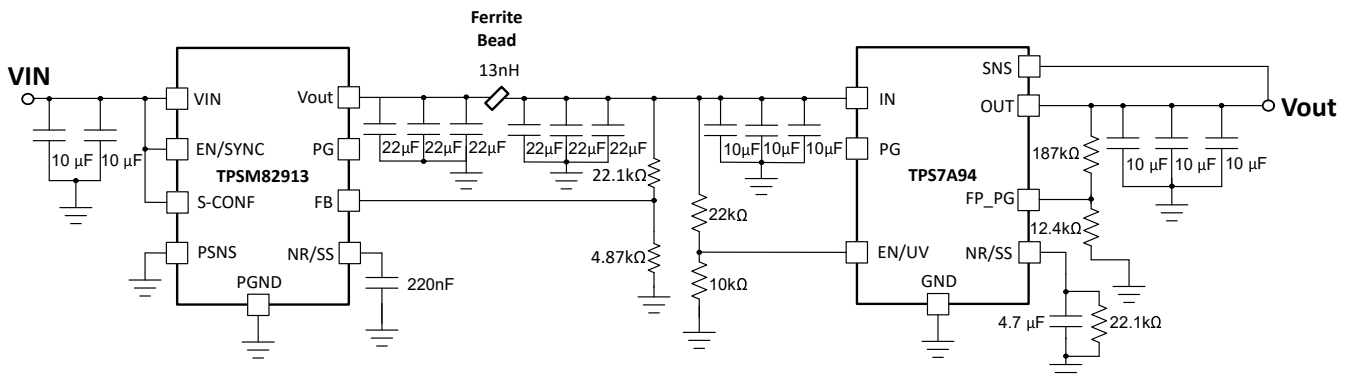 Ferrite
Bead
13nH
VIN
VIN
Vout
SNS
IN
OUT
Vout
10 µF
10 µF
EN/SYNC
PG
22µF
22µF
22µF
22µF
22µF
22µF
10µF
10µF
10µF
PG
187kΩ
10 µF
10 µF
10 µF
TPSM82913
22.1kΩ
TPS7A94
S-CONF
FB
22kΩ
FP_PG
12.4kΩ
PSNS
NR/SS
4.87kΩ
EN/UV
NR/SS
PGND
220nF
10kΩ
GND
4.7 µF
22.1kΩ